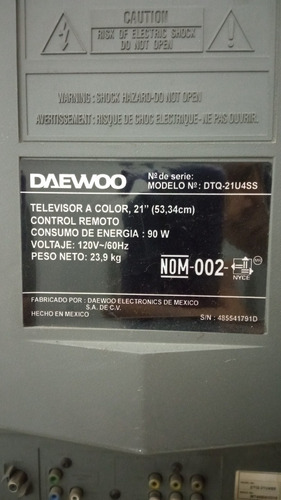 CAUTION
RISK OF ELECTRIC SHOCK
DO NOT OPEN
WARNING : SHOCK HAZARD-DO NOT OPEN
AVERTISSEMENT : RISQUE DE CHOC ELECTRIQUE - NE PAS OUVRIR.
DAEWOO
Nº de serie:
MODELO Nº: DTQ-21U4SS
TELEVISOR A COLOR, 21" (53,34cm)
CONTROL REMOTO
CONSUMO DE ENERGIA : 90 W
VOLTAJE: 120V~/60Hz
PESO NETO: 23,9 kg
NOM-002-
NYCE
FABRICADO POR : DAEWOO ELECTRONICS DE MEXICO
S.A. DE C.V.
HECHO EN MEXICO
S/N : 485541791D